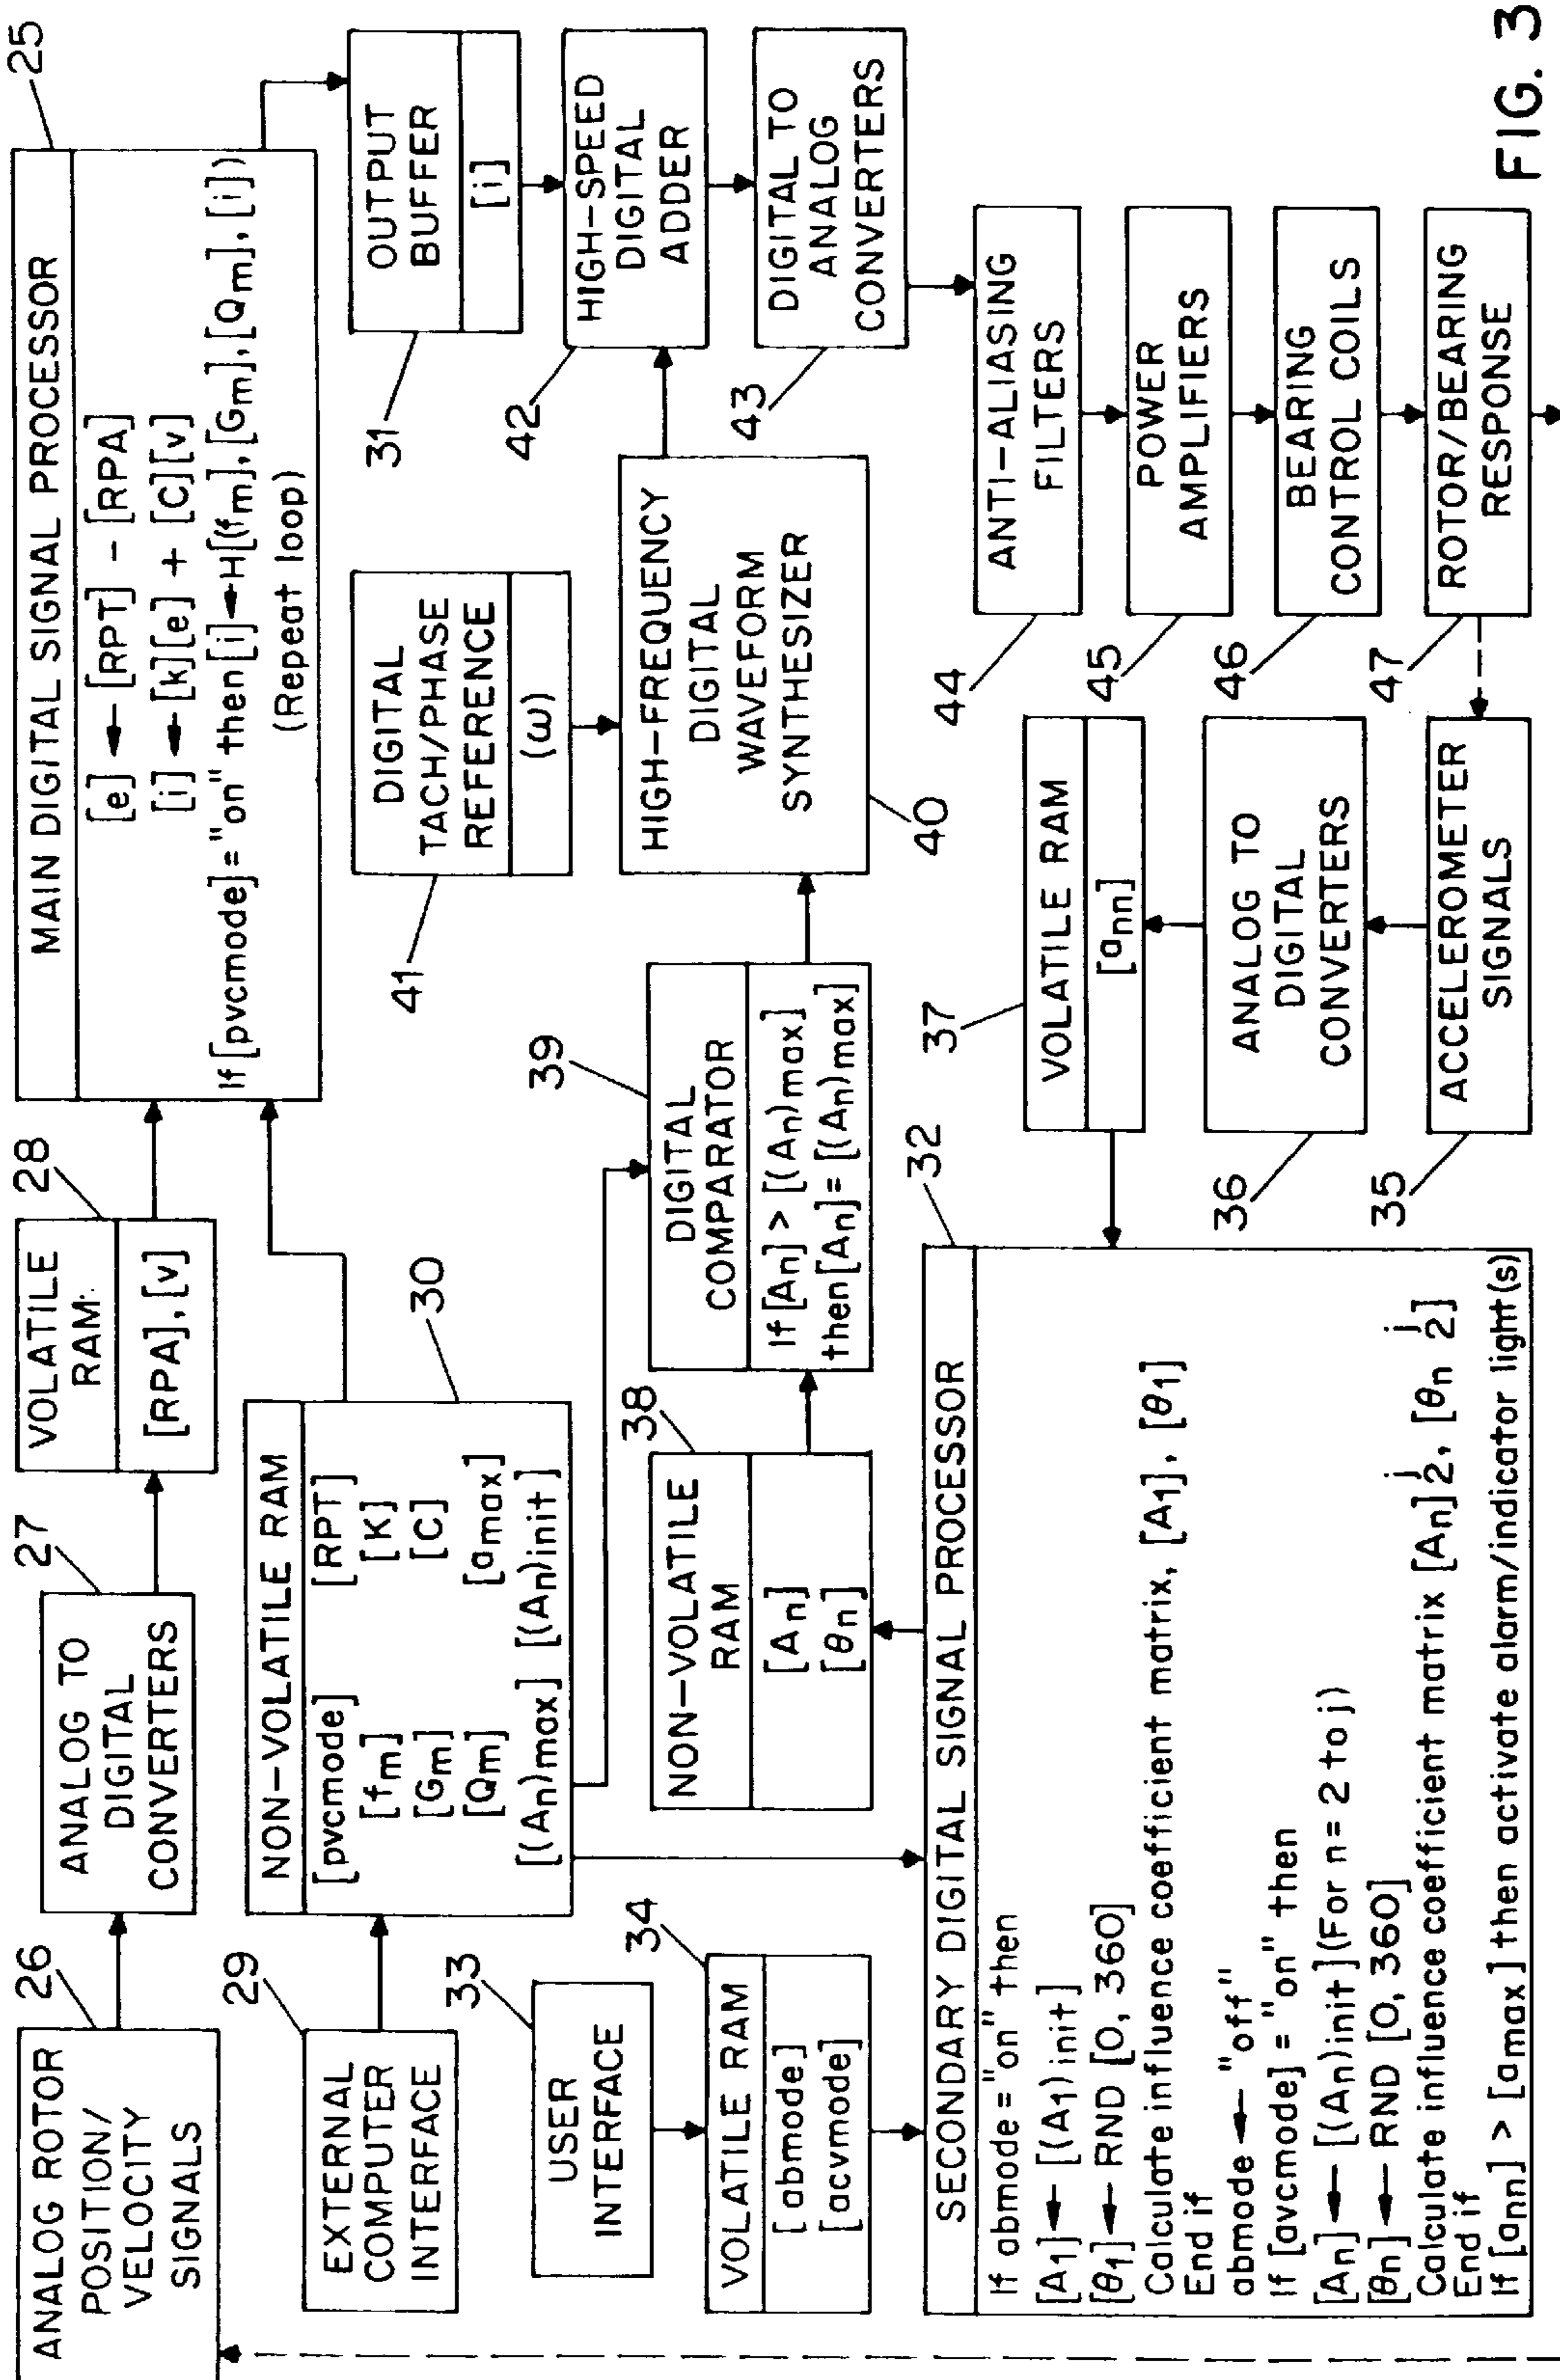 25
MAIN DIGITAL SIGNAL PROCESSOR
[e] ← [RPT] − [RPA]
[i] ← [k][e] + [C][v]
If [pvcmode] = "on" then [i] ← H([fm], [Gm], [Qm], [i])
(Repeat loop)
28
VOLATILE
RAM
[RPA], [v]
27
ANALOG TO
DIGITAL
CONVERTERS
26
ANALOG ROTOR
POSITION/
VELOCITY
SIGNALS
29
EXTERNAL
COMPUTER
INTERFACE
30
NON-VOLATILE RAM
[pvcmode] [RPT]
[fm] [K]
[Gm] [C]
[Qm] [amax]
[(An)max] [(An)init]
31
OUTPUT
BUFFER
[i]
41
DIGITAL
TACH/PHASE
REFERENCE
(ω)
42
HIGH-SPEED
DIGITAL
ADDER
33
USER
INTERFACE
34
VOLATILE RAM
[abmode]
[acvmode]
38
NON-VOLATILE
RAM
[An]
[θn]
39
DIGITAL
COMPARATOR
If [An] > [(An)max]
then [An] = [(An)max]
40
HIGH-FREQUENCY
DIGITAL
WAVEFORM
SYNTHESIZER
43
DIGITAL TO
ANALOG
CONVERTERS
44
ANTI-ALIASING
FILTERS
45
POWER
AMPLIFIERS
46
BEARING
CONTROL COILS
47
ROTOR/BEARING
RESPONSE
37
VOLATILE RAM
[ann]
36
ANALOG TO
DIGITAL
CONVERTERS
35
ACCELEROMETER
SIGNALS
32
SECONDARY DIGITAL SIGNAL PROCESSOR
If abmode = "on" then
[A1] ← [(A1)init]
[θ1] ← RND [0, 360]
Calculate influence coefficient matrix, [A1], [θ1]
End if
abmode ← "off"
If [avcmode] = "on" then
[An] ← [(An)init] (For n = 2 to j)
[θn] ← RND [0, 360]
Calculate influence coefficient matrix [An]2 j, [θn 2 j]
End if
If [ann] > [amax] then activate alarm/indicator light(s)
FIG. 3